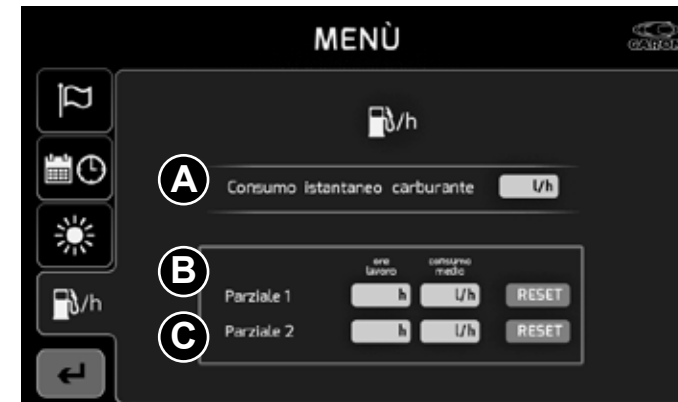 MENÙ
/h
A
Consumo istantaneo carburante l/h
ore lavoro
consumo medio
B
Parziale 1 h l/h RESET
C
Parziale 2 h l/h RESET
/h